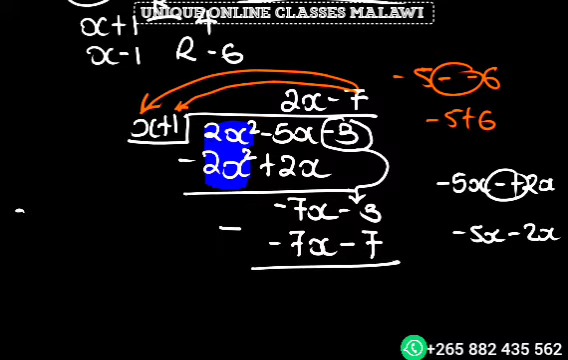 UNIQUE ONLINE CLASSES MALAWI
x+1 4
x-1 R -6
-5--6
-5+6
2x-7
x+1 2x²-5x-3
-2x²+2x
-5x-+2x
-7x-3
-5x-2x
-
-7x-7
+265 882 435 562